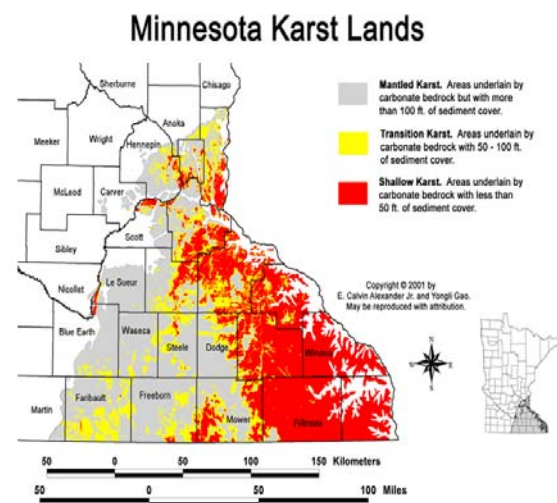 Minnesota Karst Lands
Sherburne
Chisago
Anoka
Meeker
Wright
Hennepin
McLeod
Carver
Scott
Sibley
Nicollet
Le Sueur
Blue Earth
Waseca
Steele
Dodge
Winona
Martin
Faribault
Freeborn
Mower
Fillmore
Mantled Karst. Areas underlain by
carbonate bedrock but with more
than 100 ft. of sediment cover.
Transition Karst. Areas underlain by
carbonate bedrock with 50 - 100 ft.
of sediment cover.
Shallow Karst. Areas underlain by
carbonate bedrock with less than
50 ft. of sediment cover.
Copyright © 2001 by
E. Calvin Alexander Jr. and Yongli Gao.
May be reproduced with attribution.
N
W
E
S
50 0 50 100 150 Kilometers
50 0 50 100 Miles